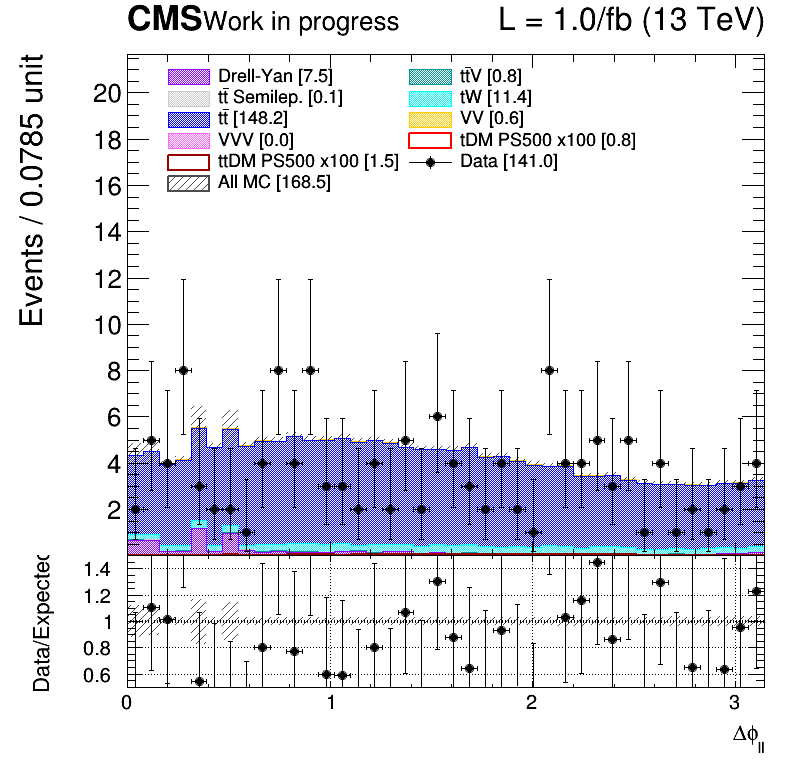 CMS Work in progress L = 1.0/fb (13 TeV)
Events / 0.0785 unit
Drell-Yan [7.5] tt̄V [0.8]
tt̄ Semilep. [0.1] tW [11.4]
tt̄ [148.2] VV [0.6]
VVV [0.0] tDM PS500 x100 [0.8]
ttDM PS500 x100 [1.5] Data [141.0]
All MC [168.5]
20
18
16
14
12
10
8
6
4
2
Data/Expected
1.4
1.2
1
0.8
0.6
0 1 2 3
Δϕll